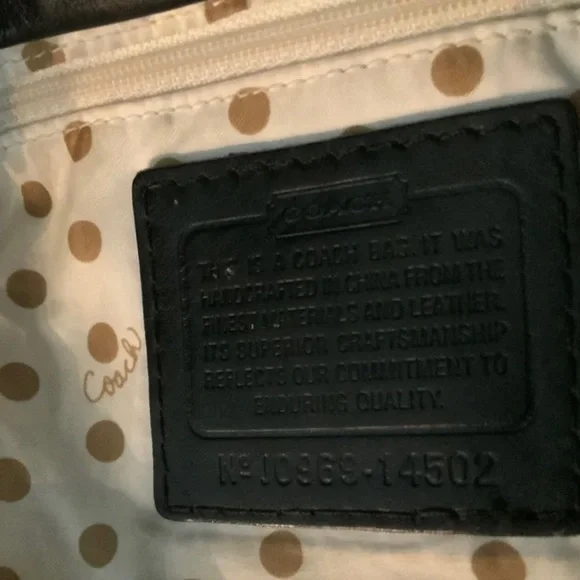 COACH
THIS IS A COACH BAG. IT WAS
HANDCRAFTED IN CHINA FROM THE
FINEST MATERIALS AND LEATHER.
ITS SUPERIOR CRAFTSMANSHIP
REFLECTS OUR COMMITMENT TO
ENDURING QUALITY.
Nº J0969-14502
Coach